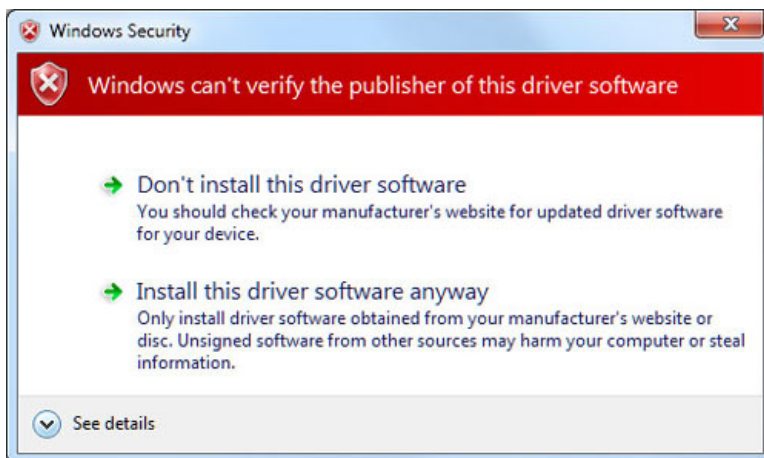 Windows Security
Windows can't verify the publisher of this driver software
Don't install this driver software
You should check your manufacturer's website for updated driver software
for your device.
Install this driver software anyway
Only install driver software obtained from your manufacturer's website or
disc. Unsigned software from other sources may harm your computer or steal
information.
See details